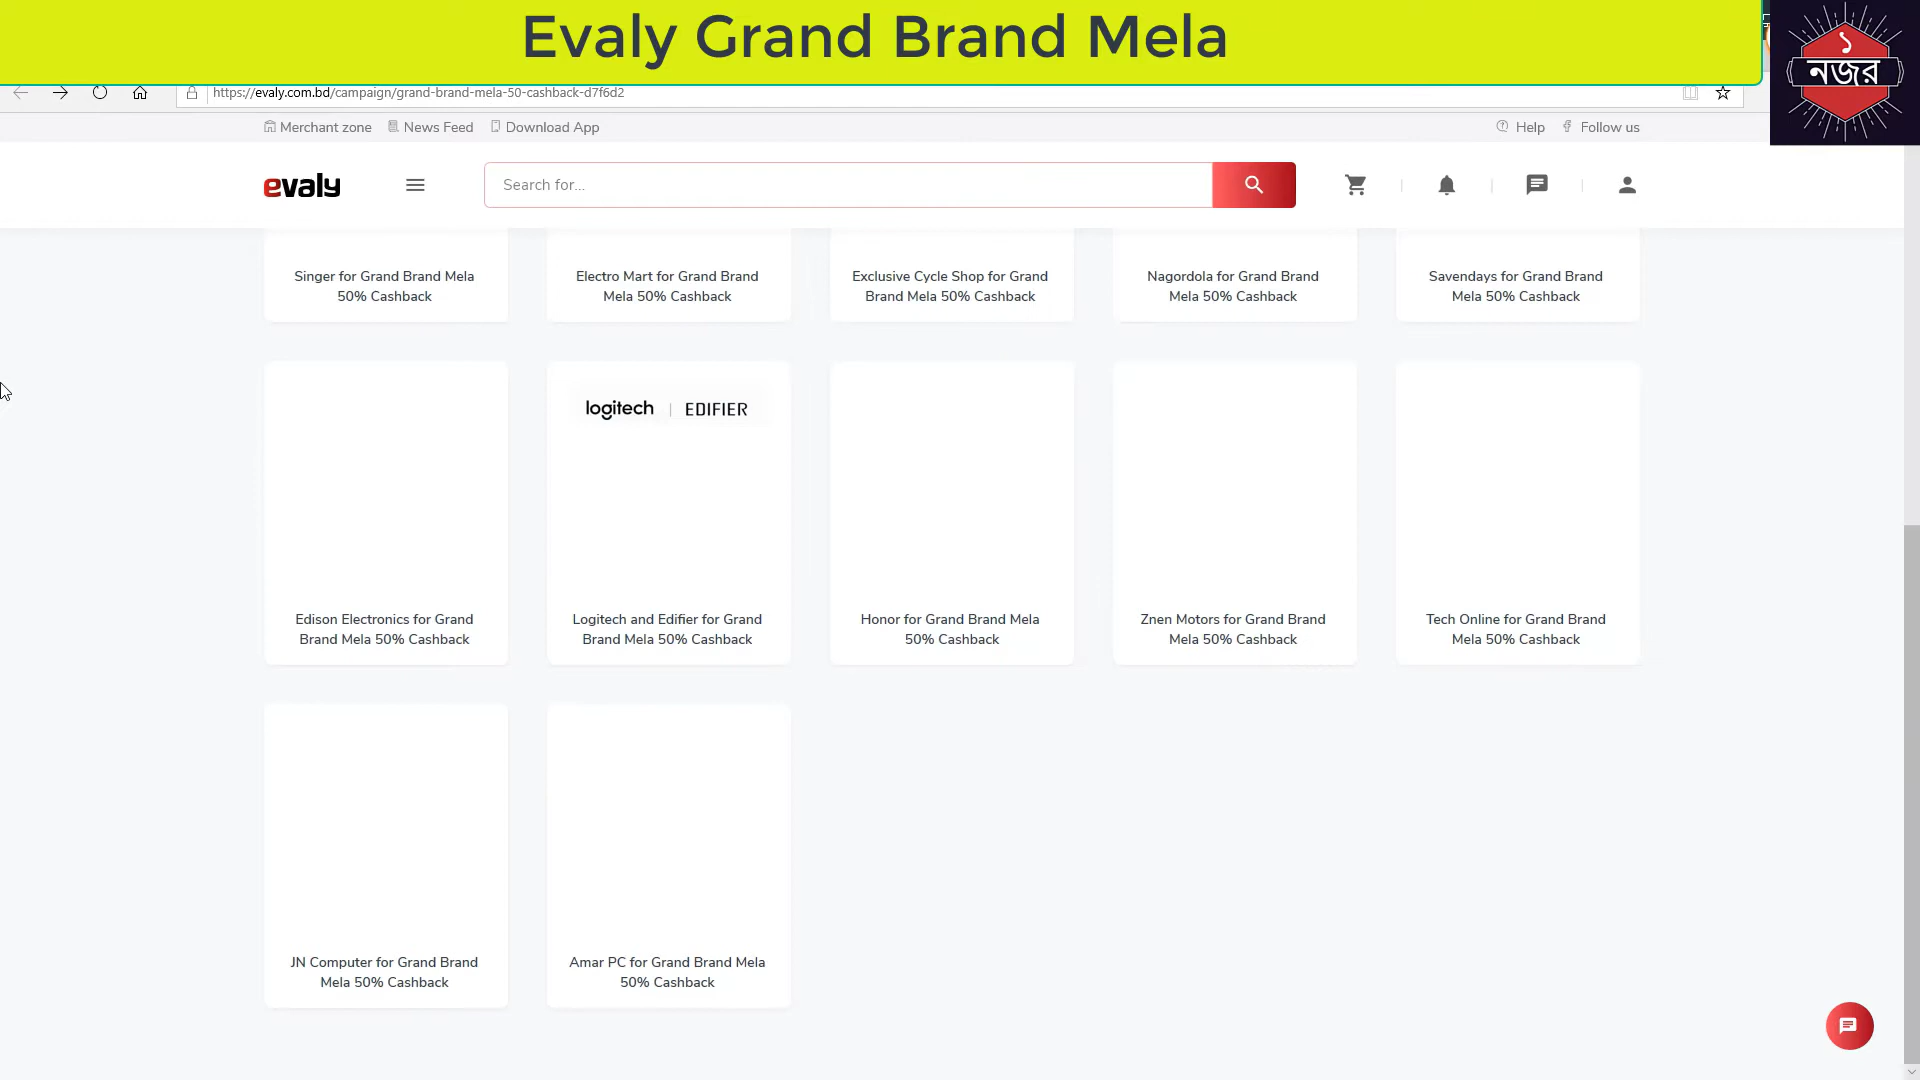 Evaly Grand Brand Mela
১
নজর
https://evaly.com.bd/campaign/grand-brand-mela-50-cashback-d7f6d2
Merchant zone News Feed Download App Help Follow us
evaly Search for...
Singer for Grand Brand Mela
50% Cashback
Electro Mart for Grand Brand
Mela 50% Cashback
Exclusive Cycle Shop for Grand
Brand Mela 50% Cashback
Nagordola for Grand Brand
Mela 50% Cashback
Savendays for Grand Brand
Mela 50% Cashback
logitech | EDIFIER
Edison Electronics for Grand
Brand Mela 50% Cashback
Logitech and Edifier for Grand
Brand Mela 50% Cashback
Honor for Grand Brand Mela
50% Cashback
Znen Motors for Grand Brand
Mela 50% Cashback
Tech Online for Grand Brand
Mela 50% Cashback
JN Computer for Grand Brand
Mela 50% Cashback
Amar PC for Grand Brand Mela
50% Cashback